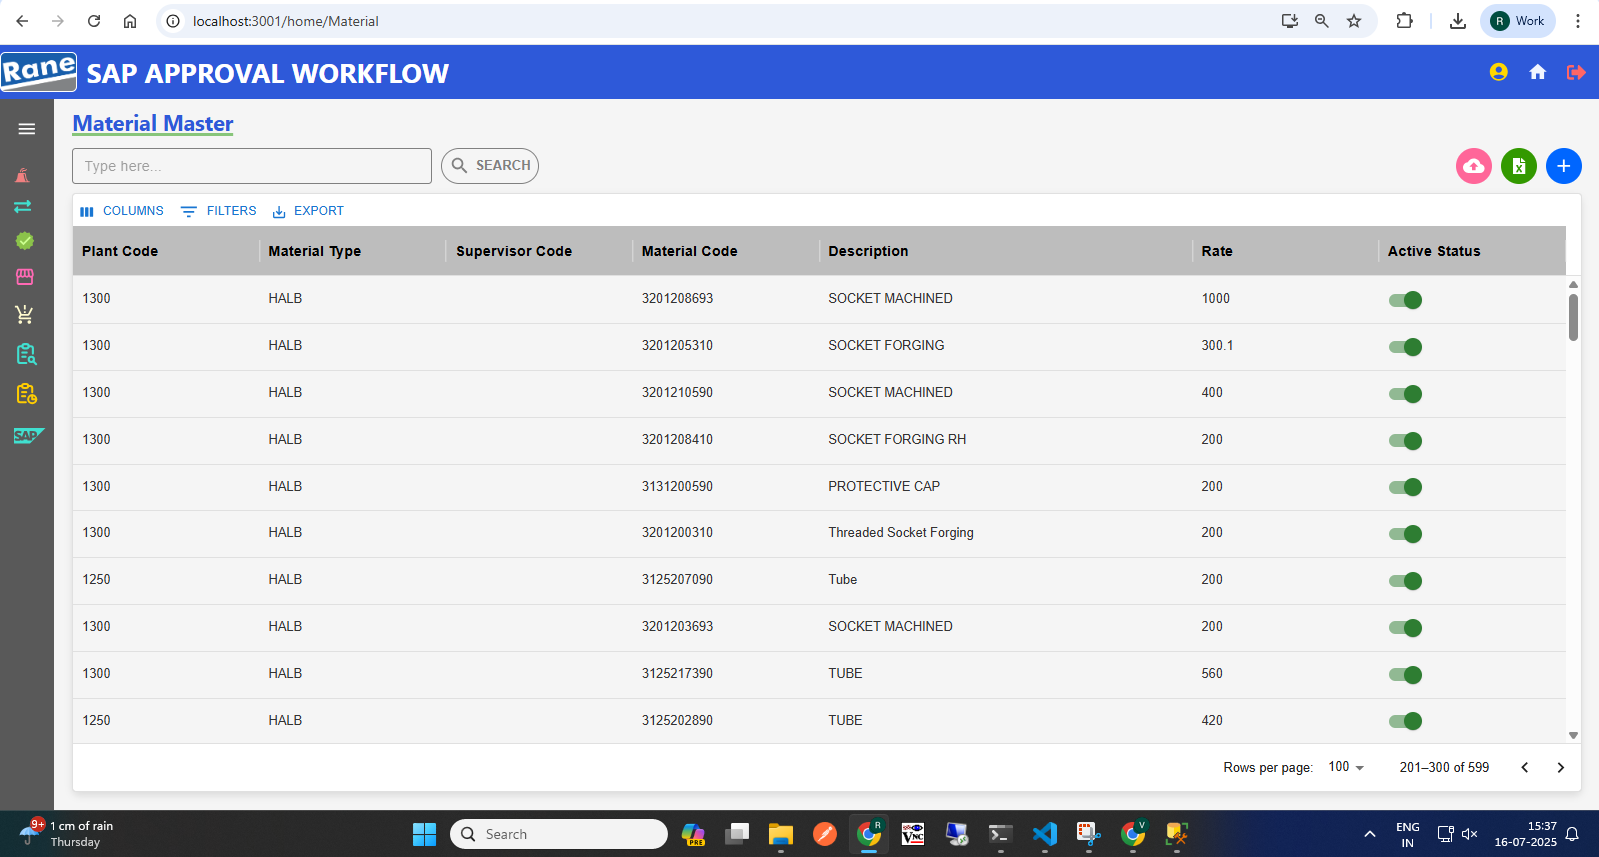 localhost:3001/home/Material
R Work
Rane SAP APPROVAL WORKFLOW
Material Master
Type here...
SEARCH
COLUMNS FILTERS EXPORT
Plant Code Material Type Supervisor Code Material Code Description Rate Active Status
1300 HALB 3201208693 SOCKET MACHINED 1000
1300 HALB 3201205310 SOCKET FORGING 300.1
1300 HALB 3201210590 SOCKET MACHINED 400
1300 HALB 3201208410 SOCKET FORGING RH 200
1300 HALB 3131200590 PROTECTIVE CAP 200
1300 HALB 3201200310 Threaded Socket Forging 200
1250 HALB 3125207090 Tube 200
1300 HALB 3201203693 SOCKET MACHINED 200
1300 HALB 3125217390 TUBE 560
1250 HALB 3125202890 TUBE 420
SAP
Rows per page: 100 201–300 of 599
9+ 1 cm of rain
Thursday
Search
PRE
R
VNC
V
ENG
IN
15:37
16-07-2025